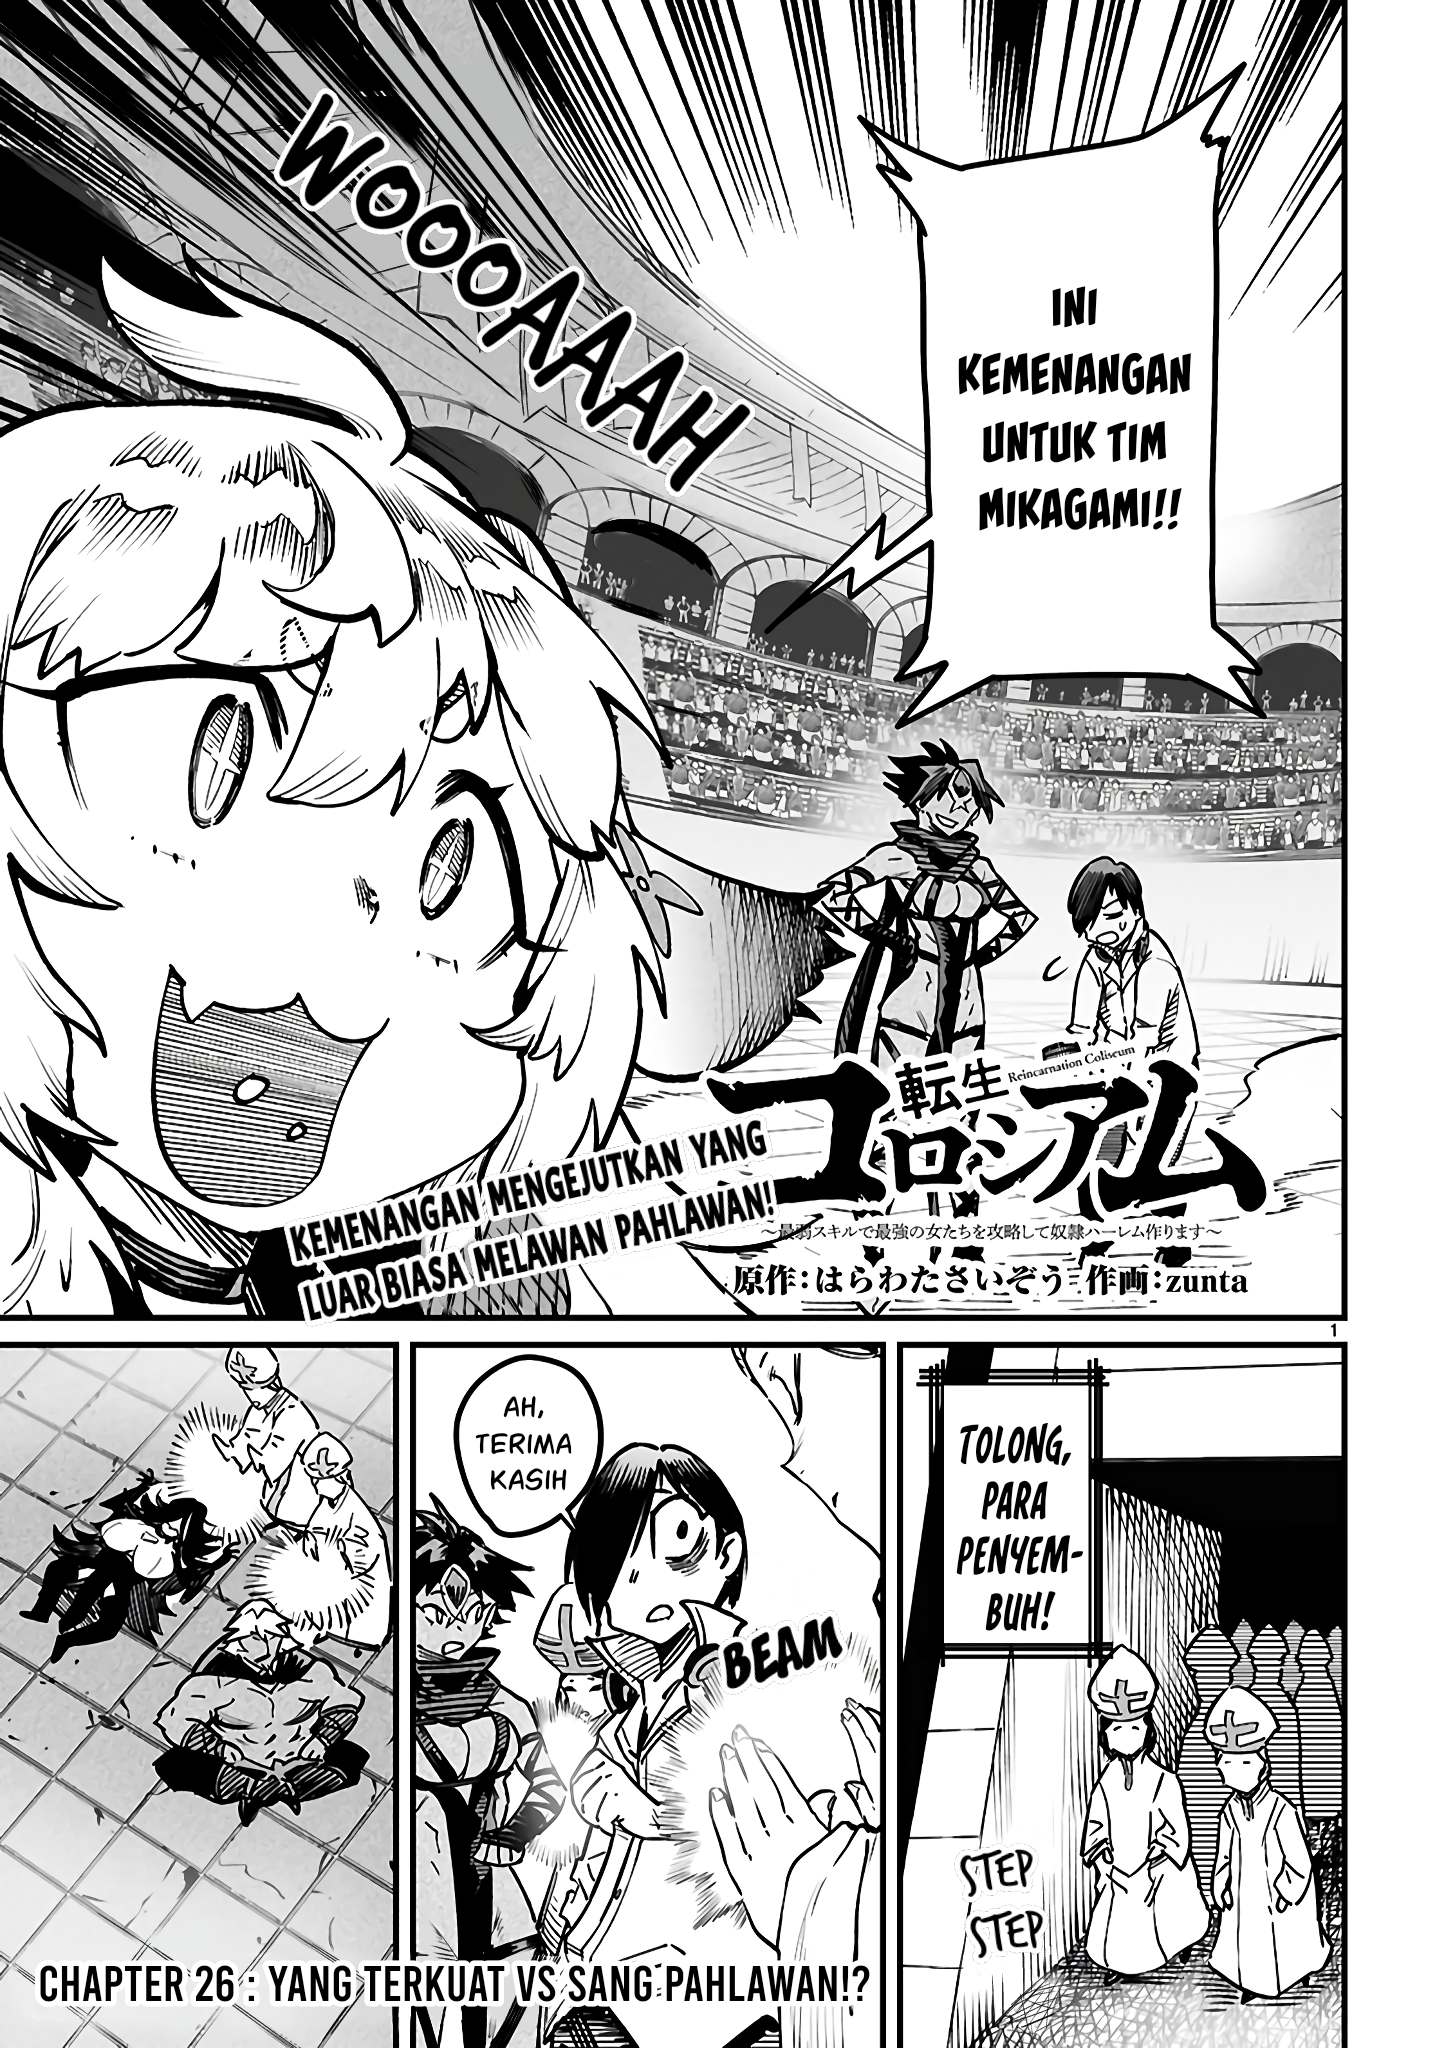 WOOOAAAH
INI
KEMENANGAN
UNTUK TIM
MIKAGAMI!!
転生
Reincarnation Coliseum
コロシアム
～最弱スキルで最強の女たちを攻略して奴隷ハーレム作ります～
原作：はらわたさいぞう 作画：zunta
KEMENANGAN MENGEJUTKAN YANG
LUAR BIASA MELAWAN PAHLAWAN!
1
TOLONG,
PARA
PENYEM-
BUH!
STEP
STEP
AH,
TERIMA
KASIH
BEAM
CHAPTER 26 : YANG TERKUAT VS SANG PAHLAWAN!?